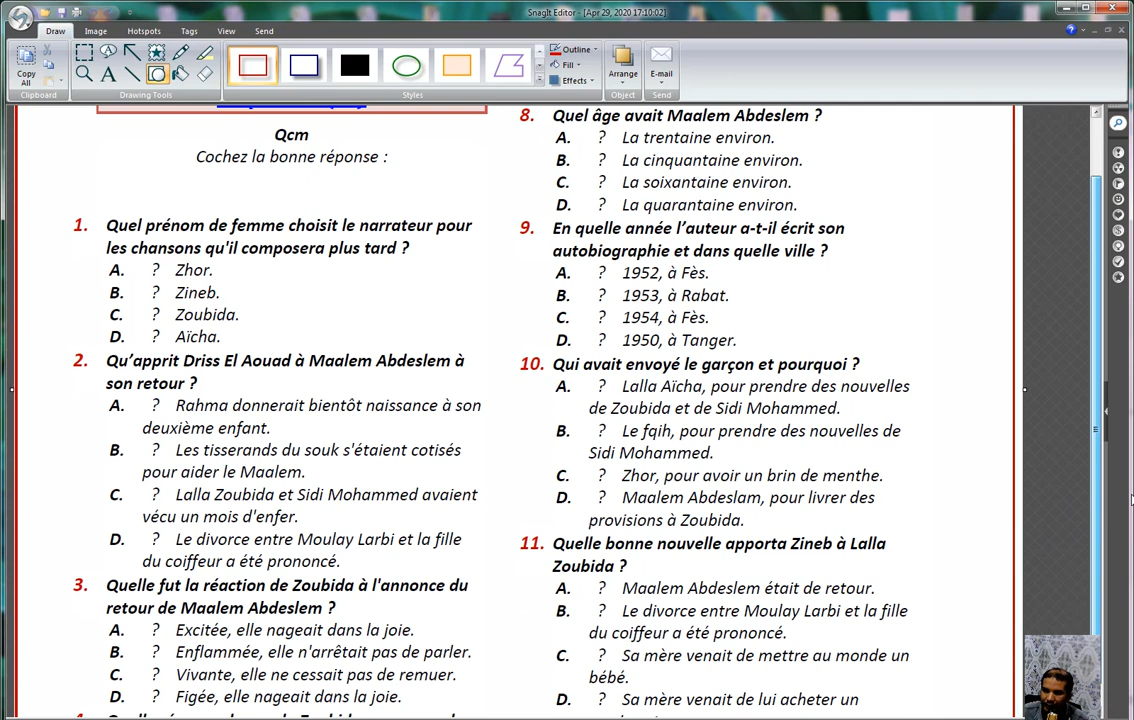 SnagIt Editor - [Apr 29, 2020 17:10:02]
Draw
Image
Hotspots
Tags
View
Send
Copy
All
Clipboard
Drawing Tools
Styles
Outline
Fill
Effects
Arrange
Object
E-mail
Send
Qcm
Cochez la bonne réponse :
1. Quel prénom de femme choisit le narrateur pour
les chansons qu'il composera plus tard ?
A. ? Zhor.
B. ? Zineb.
C. ? Zoubida.
D. ? Aïcha.
2. Qu’apprit Driss El Aouad à Maalem Abdeslem à
son retour ?
A. ? Rahma donnerait bientôt naissance à son
deuxième enfant.
B. ? Les tisserands du souk s'étaient cotisés
pour aider le Maalem.
C. ? Lalla Zoubida et Sidi Mohammed avaient
vécu un mois d'enfer.
D. ? Le divorce entre Moulay Larbi et la fille
du coiffeur a été prononcé.
3. Quelle fut la réaction de Zoubida à l'annonce du
retour de Maalem Abdeslem ?
A. ? Excitée, elle nageait dans la joie.
B. ? Enflammée, elle n'arrêtait pas de parler.
C. ? Vivante, elle ne cessait pas de remuer.
D. ? Figée, elle nageait dans la joie.
8. Quel âge avait Maalem Abdeslem ?
A. ? La trentaine environ.
B. ? La cinquantaine environ.
C. ? La soixantaine environ.
D. ? La quarantaine environ.
9. En quelle année l’auteur a-t-il écrit son
autobiographie et dans quelle ville ?
A. ? 1952, à Fès.
B. ? 1953, à Rabat.
C. ? 1954, à Fès.
D. ? 1950, à Tanger.
10. Qui avait envoyé le garçon et pourquoi ?
A. ? Lalla Aïcha, pour prendre des nouvelles
de Zoubida et de Sidi Mohammed.
B. ? Le fqih, pour prendre des nouvelles de
Sidi Mohammed.
C. ? Zhor, pour avoir un brin de menthe.
D. ? Maalem Abdeslam, pour livrer des
provisions à Zoubida.
11. Quelle bonne nouvelle apporta Zineb à Lalla
Zoubida ?
A. ? Maalem Abdeslem était de retour.
B. ? Le divorce entre Moulay Larbi et la fille
du coiffeur a été prononcé.
C. ? Sa mère venait de mettre au monde un
bébé.
D. ? Sa mère venait de lui acheter un